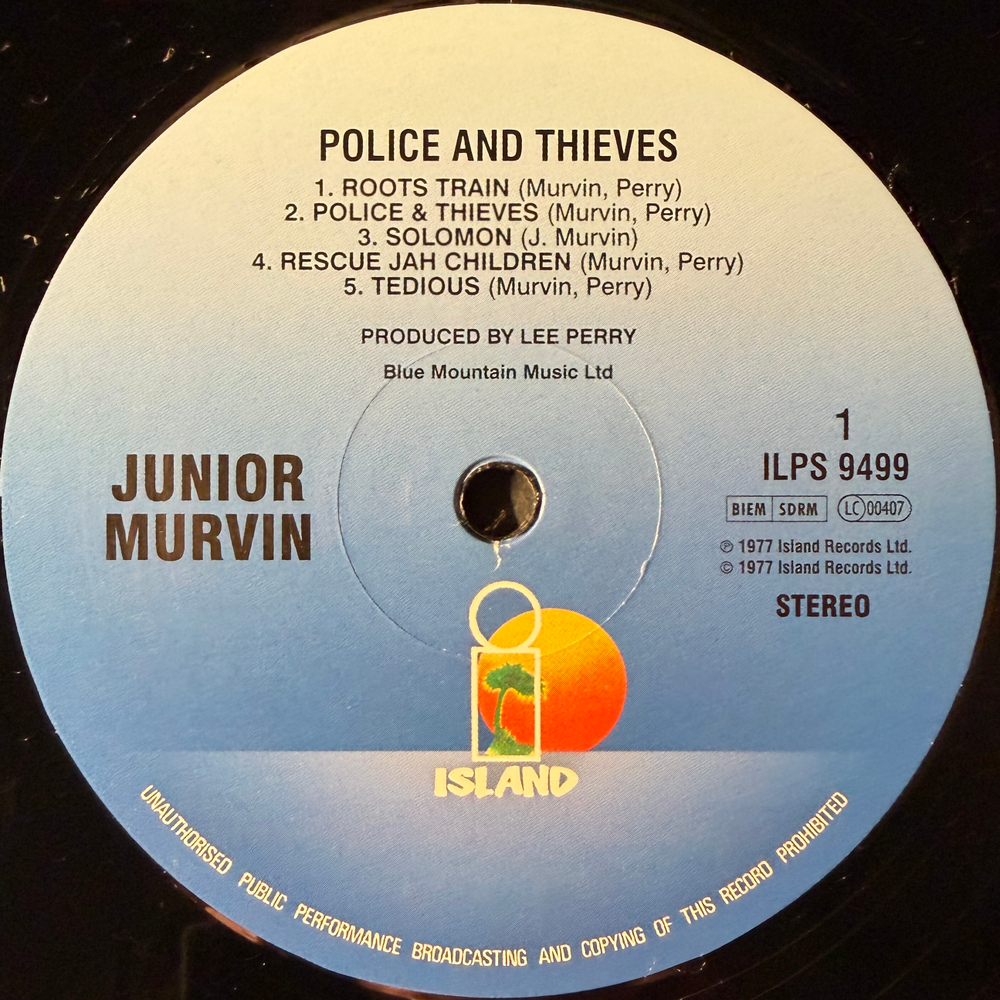 POLICE AND THIEVES
1. ROOTS TRAIN (Murvin, Perry)
2. POLICE & THIEVES (Murvin, Perry)
3. SOLOMON (J. Murvin)
4. RESCUE JAH CHILDREN (Murvin, Perry)
5. TEDIOUS (Murvin, Perry)
PRODUCED BY LEE PERRY
Blue Mountain Music Ltd
JUNIOR
MURVIN
1
ILPS 9499
BIEM SDRM LC 00407
℗ 1977 Island Records Ltd.
© 1977 Island Records Ltd.
STEREO
ISLAND
UNAUTHORISED PUBLIC PERFORMANCE BROADCASTING AND COPYING OF THIS RECORD PROHIBITED